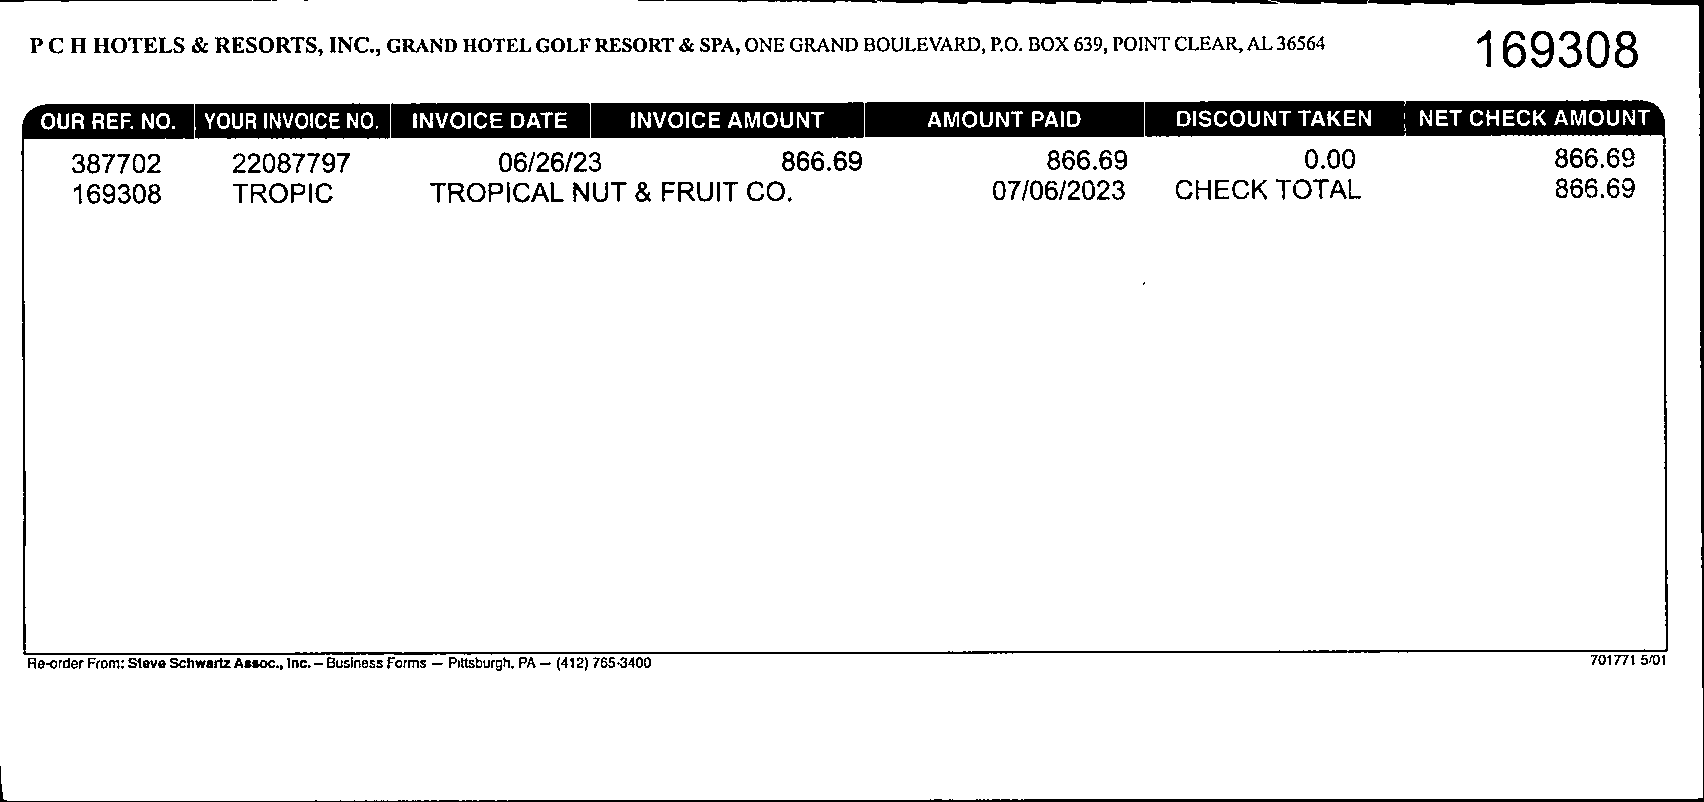 P C H HOTELS & RESORTS, INC., GRAND HOTEL GOLF RESORT & SPA, ONE GRAND BOULEVARD, P.O. BOX 639, POINT CLEAR, AL 36564 169308
OUR REF. NO. YOUR INVOICE NO. INVOICE DATE INVOICE AMOUNT AMOUNT PAID DISCOUNT TAKEN NET CHECK AMOUNT
387702 22087797 06/26/23 866.69 866.69 0.00 866.69
169308 TROPIC TROPICAL NUT & FRUIT CO. 07/06/2023 CHECK TOTAL 866.69
Re-order From: Steve Schwartz Assoc., Inc. – Business Forms – Pittsburgh, PA – (412) 765-3400 701771 5/01